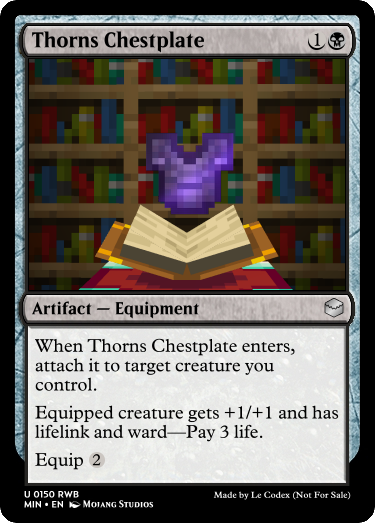 Thorns Chestplate 1
Artifact — Equipment
When Thorns Chestplate enters,
attach it to target creature you
control.
Equipped creature gets +1/+1 and has
lifelink and ward—Pay 3 life.
Equip 2
U 0150 RWB
MIN • EN Mojang Studios
Made by Le Codex (Not For Sale)